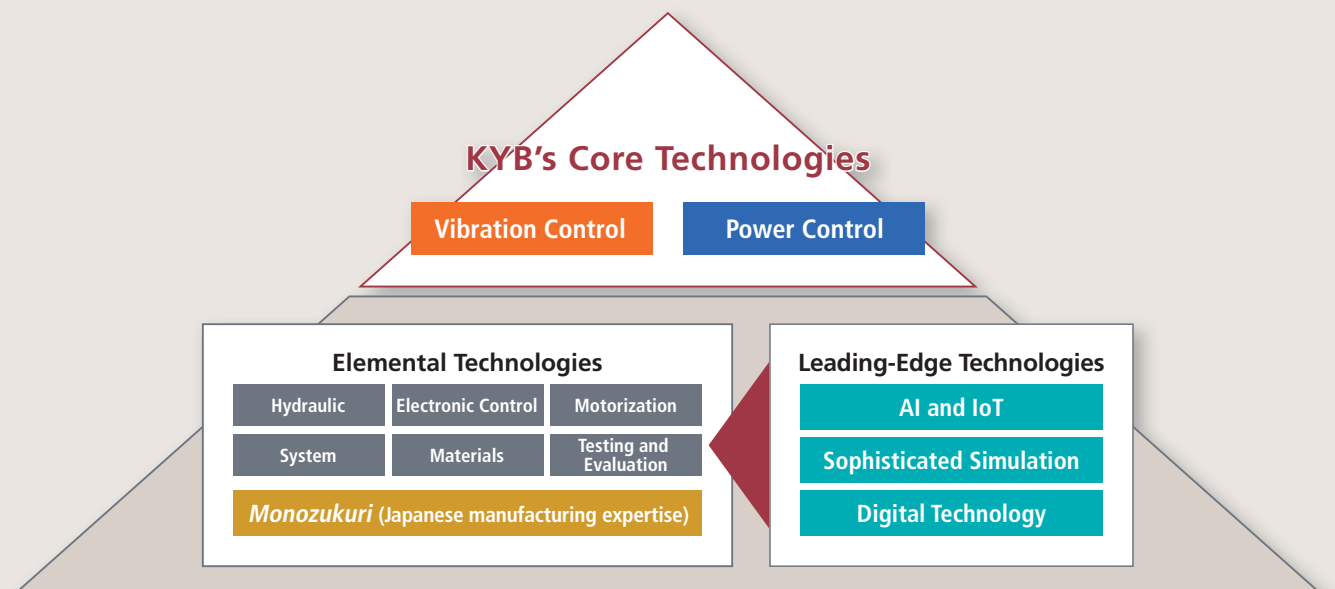 KYB’s Core Technologies
Vibration Control
Power Control
Elemental Technologies
Hydraulic
Electronic Control
Motorization
System
Materials
Testing and
Evaluation
Monozukuri (Japanese manufacturing expertise)
Leading-Edge Technologies
AI and IoT
Sophisticated Simulation
Digital Technology